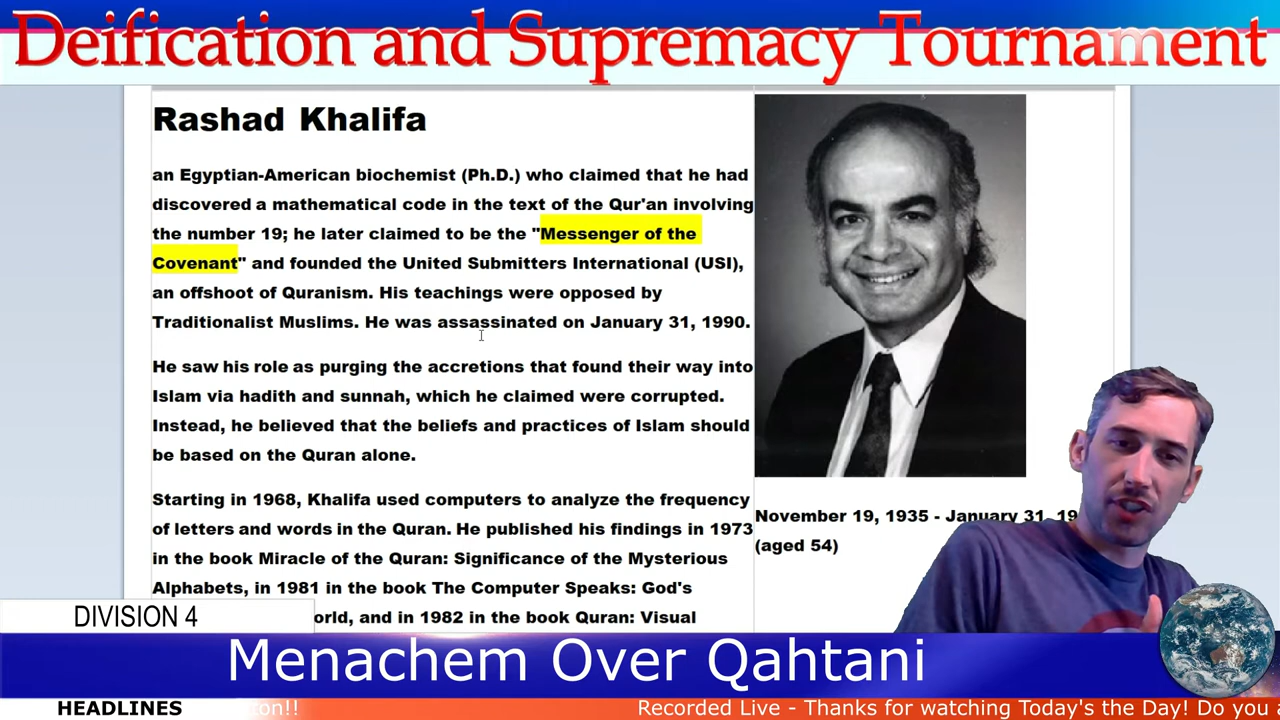 Deification and Supremacy Tournament
Rashad Khalifa
an Egyptian-American biochemist (Ph.D.) who claimed that he had
discovered a mathematical code in the text of the Qur'an involving
the number 19; he later claimed to be the "Messenger of the
Covenant" and founded the United Submitters International (USI),
an offshoot of Quranism. His teachings were opposed by
Traditionalist Muslims. He was assassinated on January 31, 1990.
He saw his role as purging the accretions that found their way into
Islam via hadith and sunnah, which he claimed were corrupted.
Instead, he believed that the beliefs and practices of Islam should
be based on the Quran alone.
Starting in 1968, Khalifa used computers to analyze the frequency
of letters and words in the Quran. He published his findings in 1973
in the book Miracle of the Quran: Significance of the Mysterious
Alphabets, in 1981 in the book The Computer Speaks: God's
orld, and in 1982 in the book Quran: Visual
November 19, 1935 - January 31, 19
(aged 54)
DIVISION 4
Menachem Over Qahtani
HEADLINES ton!! Recorded Live - Thanks for watching Today's the Day! Do you